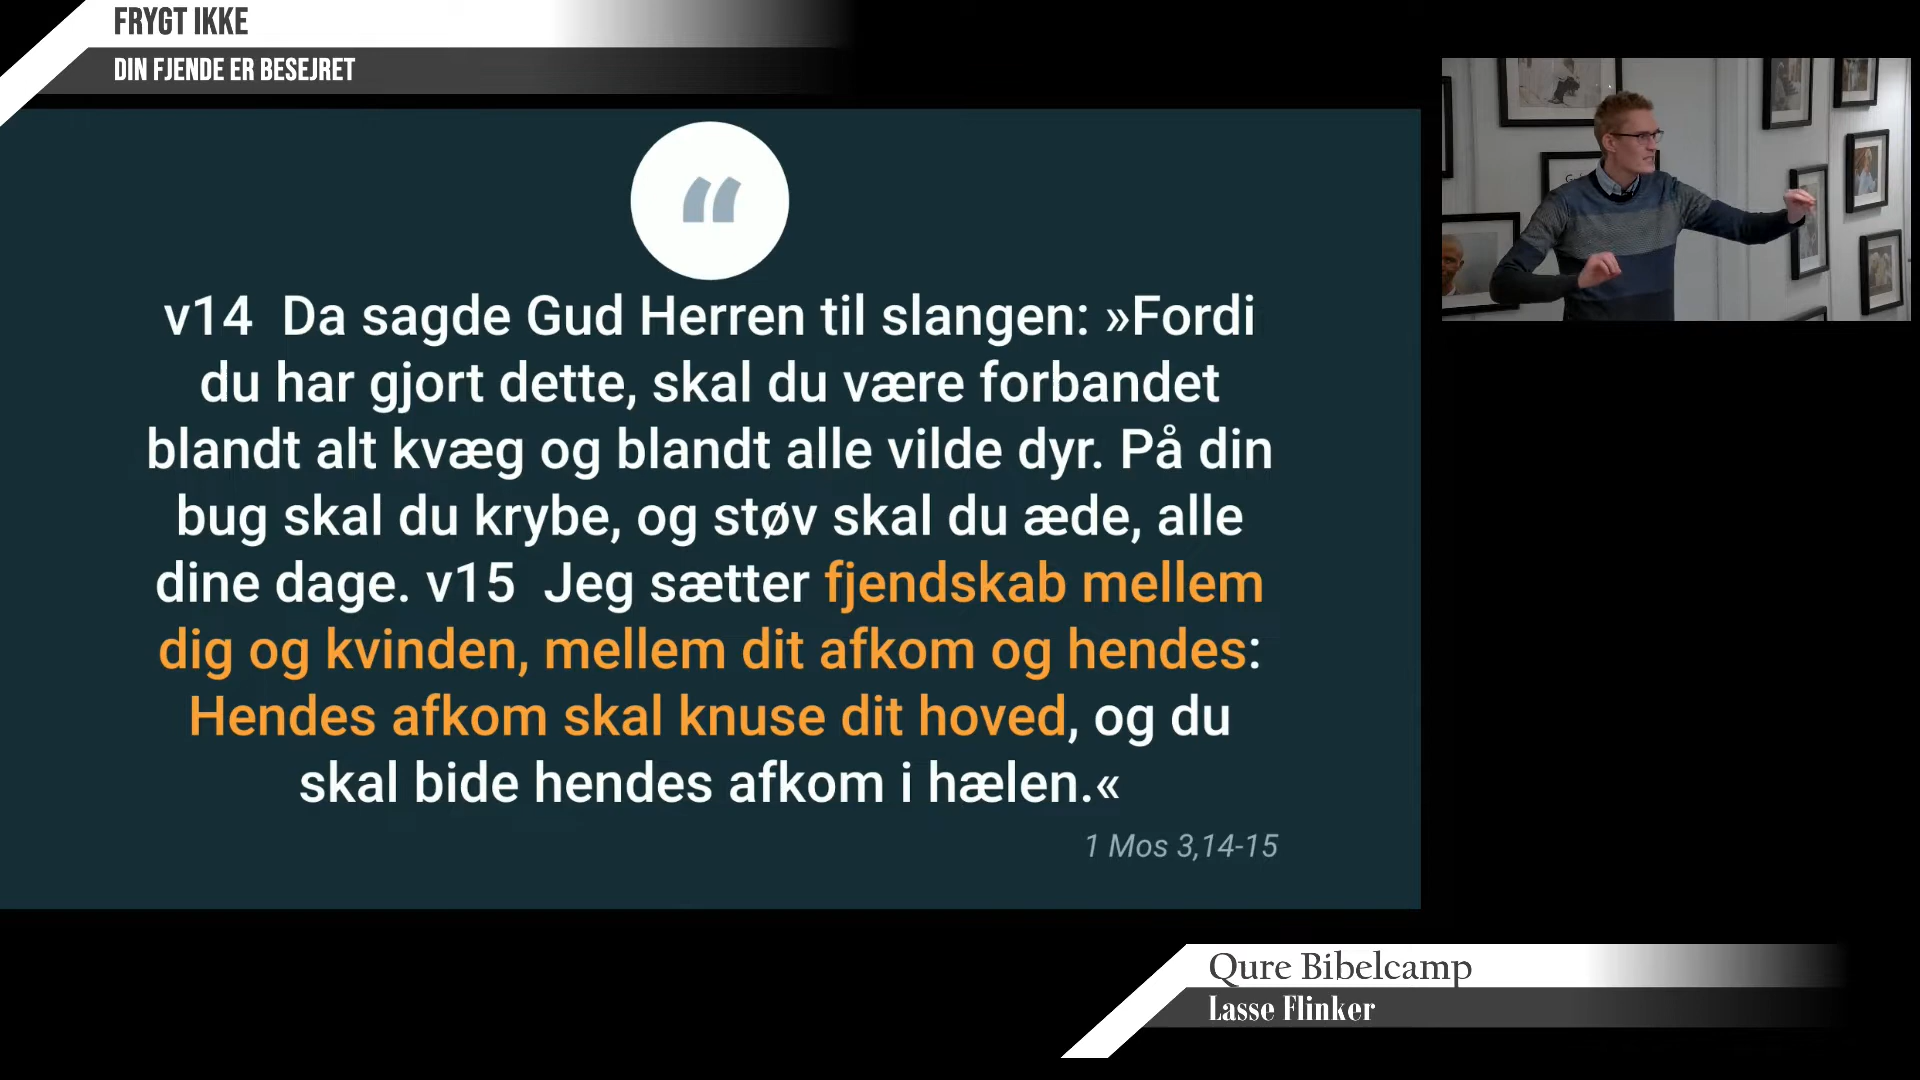 FRYGT IKKE
DIN FJENDE ER BESEJRET
“
v14 Da sagde Gud Herren til slangen: »Fordi
du har gjort dette, skal du være forbandet
blandt alt kvæg og blandt alle vilde dyr. På din
bug skal du krybe, og støv skal du æde, alle
dine dage. v15 Jeg sætter fjendskab mellem
dig og kvinden, mellem dit afkom og hendes:
Hendes afkom skal knuse dit hoved, og du
skal bide hendes afkom i hælen.«
1 Mos 3,14-15
Qure Bibelcamp
Lasse Flinker